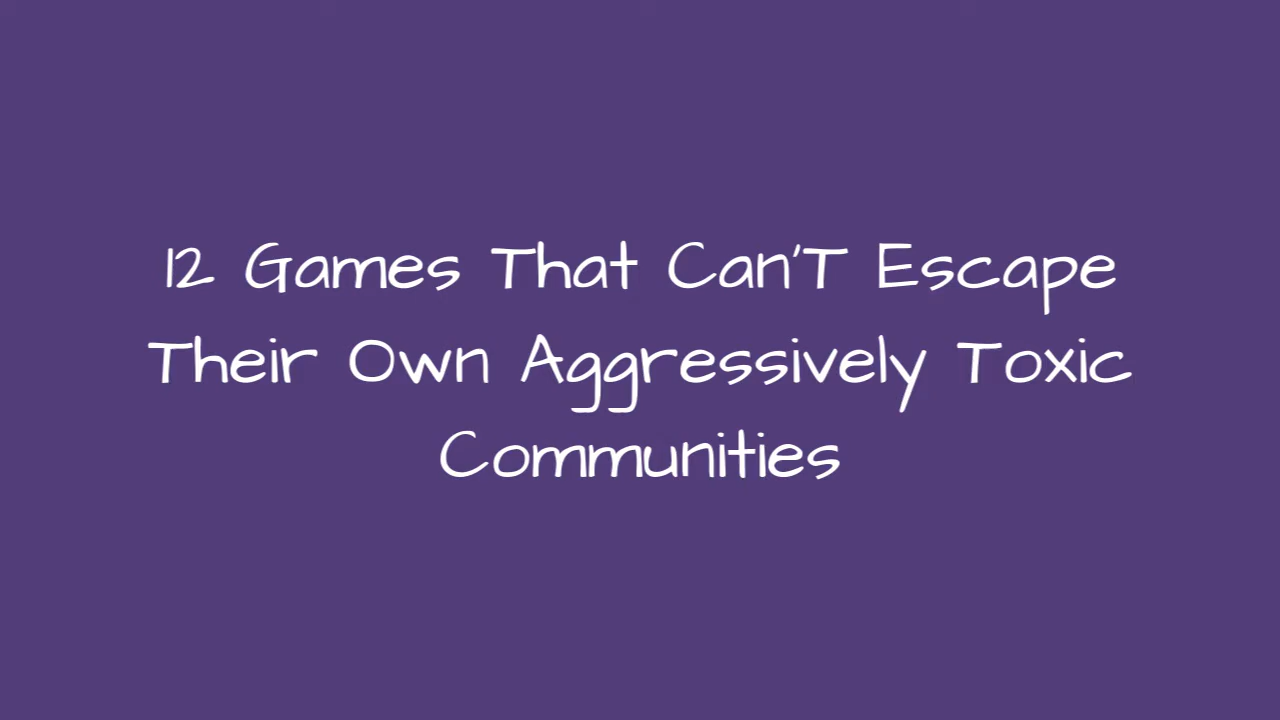 12 Games That Can'T Escape
Their Own Aggressively Toxic
Communities